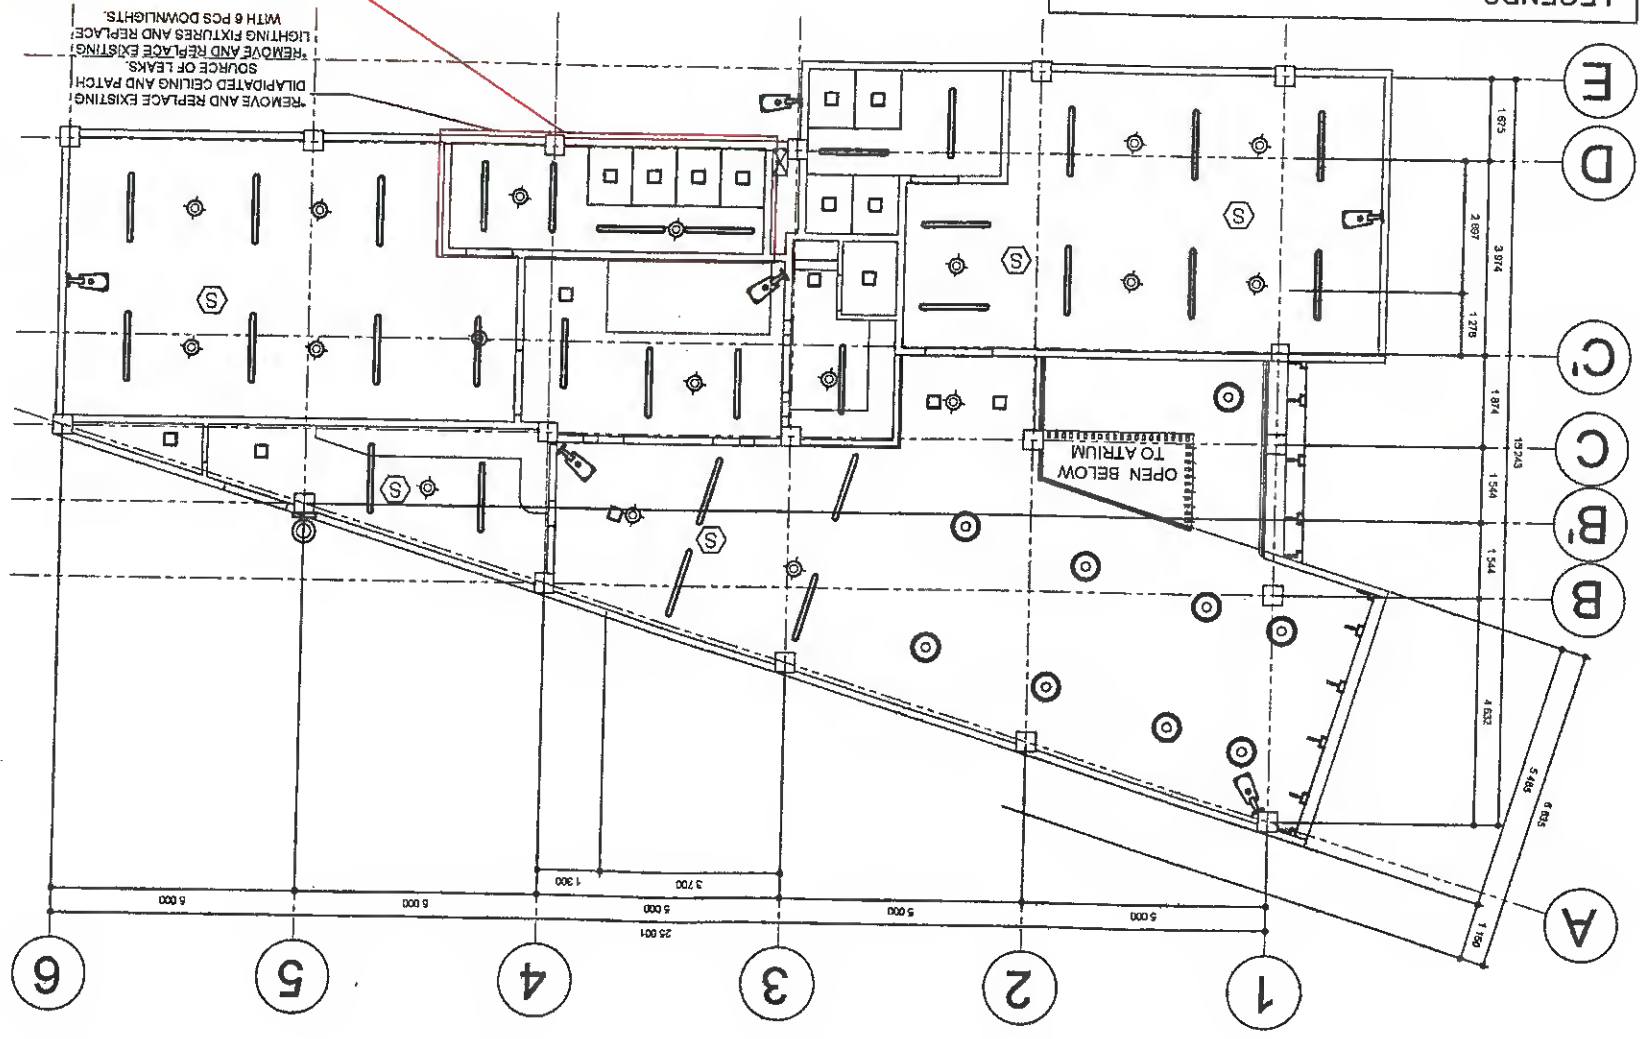 1
2
3
4
5
6
25 001
5 000
5 000
5 000
5 000
5 000
3 700
1 300
A
1 150
6 635
5 485
B
B'
C
C'
D
E
4 632
1 544
1 544
15 243
1 874
1 278
3 974
2 697
1 675
OPEN BELOW
TO ATRIUM
S
S
S
S
S
*REMOVE AND REPLACE EXISTING
DILAPIDATED CEILING AND PATCH
SOURCE OF LEAKS.
*REMOVE AND REPLACE EXISTING
LIGHTING FIXTURES AND REPLACE
WITH 6 PCS DOWNLIGHTS.
LEGENDS